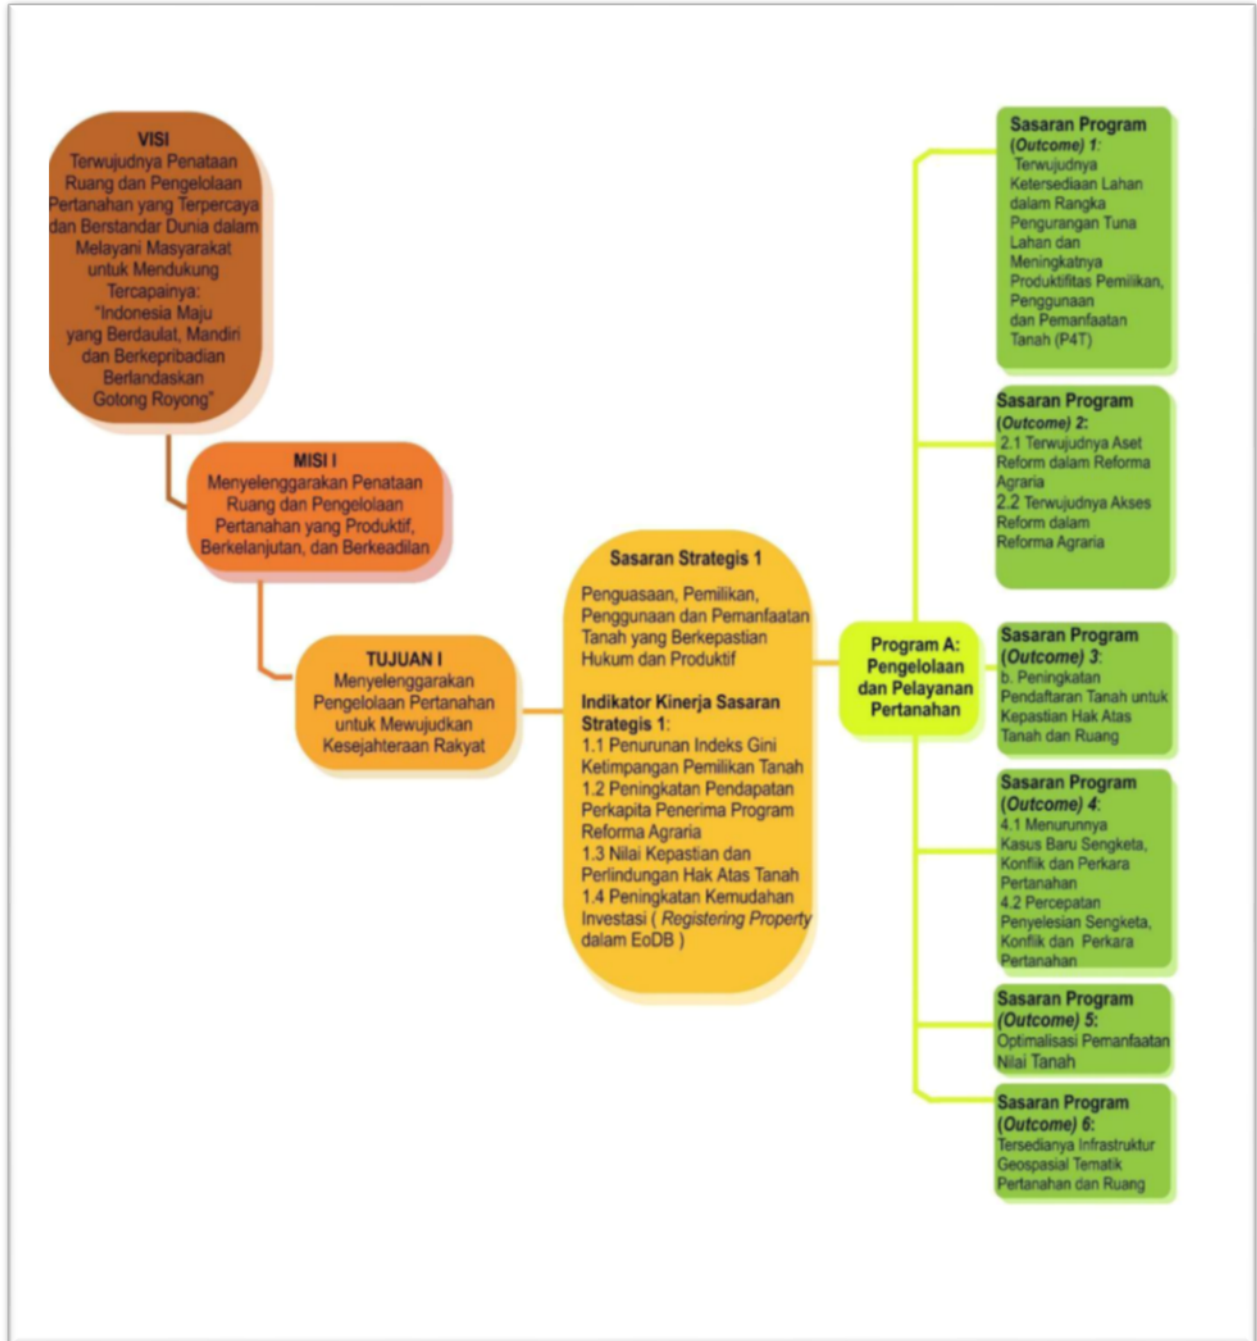 VISI
Terwujudnya Penataan
Ruang dan Pengelolaan
Pertanahan yang Terpercaya
dan Berstandar Dunia dalam
Melayani Masyarakat
untuk Mendukung
Tercapainya:
“Indonesia Maju
yang Berdaulat, Mandiri
dan Berkepribadian
Berlandaskan
Gotong Royong”
MISI I
Menyelenggarakan Penataan
Ruang dan Pengelolaan
Pertanahan yang Produktif,
Berkelanjutan, dan Berkeadilan
TUJUAN I
Menyelenggarakan
Pengelolaan Pertanahan
untuk Mewujudkan
Kesejahteraan Rakyat
Sasaran Strategis 1
Penguasaan, Pemilikan,
Penggunaan dan Pemanfaatan
Tanah yang Berkepastian
Hukum dan Produktif
Indikator Kinerja Sasaran
Strategis 1:
1.1 Penurunan Indeks Gini
Ketimpangan Pemilikan Tanah
1.2 Peningkatan Pendapatan
Perkapita Penerima Program
Reforma Agraria
1.3 Nilai Kepastian dan
Perlindungan Hak Atas Tanah
1.4 Peningkatan Kemudahan
Investasi ( Registering Property
dalam EoDB )
Program A:
Pengelolaan
dan Pelayanan
Pertanahan
Sasaran Program
(Outcome) 1:
Terwujudnya
Ketersediaan Lahan
dalam Rangka
Pengurangan Tuna
Lahan dan
Meningkatnya
Produktifitas Pemilikan,
Penggunaan
dan Pemanfaatan
Tanah (P4T)
Sasaran Program
(Outcome) 2:
2.1 Terwujudnya Aset
Reform dalam Reforma
Agraria
2.2 Terwujudnya Akses
Reform dalam
Reforma Agraria
Sasaran Program
(Outcome) 3:
b. Peningkatan
Pendaftaran Tanah untuk
Kepastian Hak Atas
Tanah dan Ruang
Sasaran Program
(Outcome) 4:
4.1 Menurunnya
Kasus Baru Sengketa,
Konflik dan Perkara
Pertanahan
4.2 Percepatan
Penyelesian Sengketa,
Konflik dan Perkara
Pertanahan
Sasaran Program
(Outcome) 5:
Optimalisasi Pemanfaatan
Nilai Tanah
Sasaran Program
(Outcome) 6:
Tersedianya Infrastruktur
Geospasial Tematik
Pertanahan dan Ruang